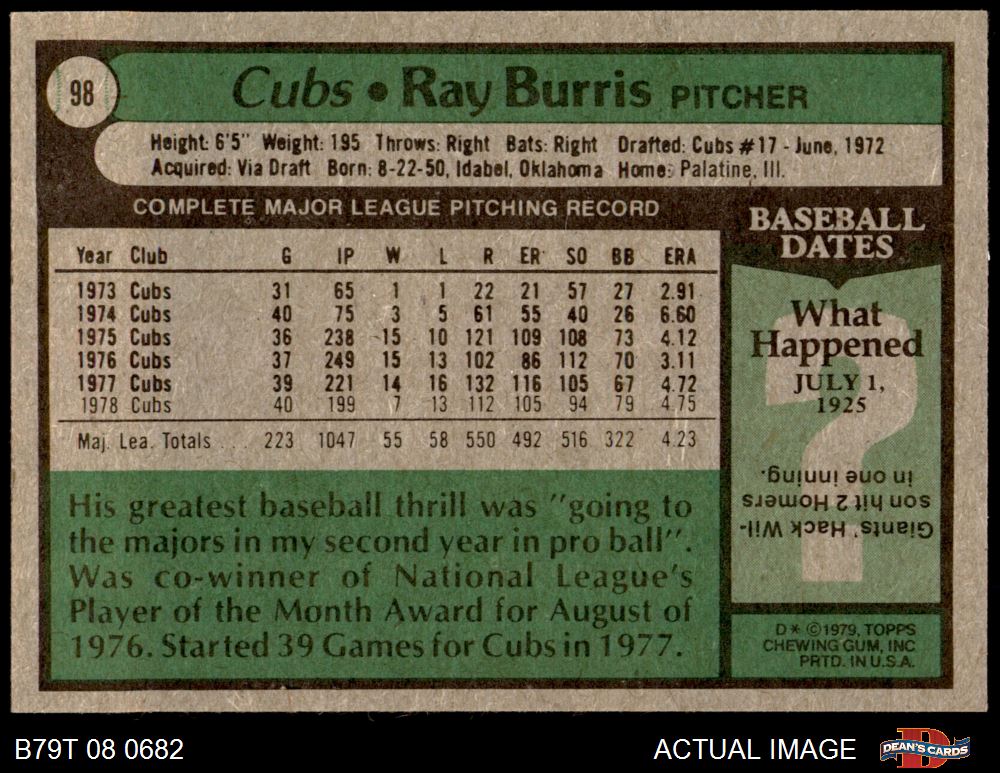 98
Cubs • Ray Burris PITCHER
Height: 6'5" Weight: 195 Throws: Right Bats: Right Drafted: Cubs #17 - June, 1972
Acquired: Via Draft Born: 8-22-50, Idabel, Oklahoma Home: Palatine, Ill.
COMPLETE MAJOR LEAGUE PITCHING RECORD
Year Club G IP W L R ER SO BB ERA
1973 Cubs 31 65 1 1 22 21 57 27 2.91
1974 Cubs 40 75 3 5 61 55 40 26 6.60
1975 Cubs 36 238 15 10 121 109 108 73 4.12
1976 Cubs 37 249 15 13 102 86 112 70 3.11
1977 Cubs 39 221 14 16 132 116 105 67 4.72
1978 Cubs 40 199 7 13 112 105 94 79 4.75
Maj. Lea. Totals . . . 223 1047 55 58 550 492 516 322 4.23
His greatest baseball thrill was "going to
the majors in my second year in pro ball".
Was co-winner of National League's
Player of the Month Award for August of
1976. Started 39 Games for Cubs in 1977.
BASEBALL
DATES
What
Happened
JULY 1,
1925
?
Giants' Hack Wil-
son hit 2 Homers
in one inning.
D* ©1979, TOPPS
CHEWING GUM, INC
PRTD. IN U.S.A.
B79T 08 0682
ACTUAL IMAGE
DEAN'S CARDS